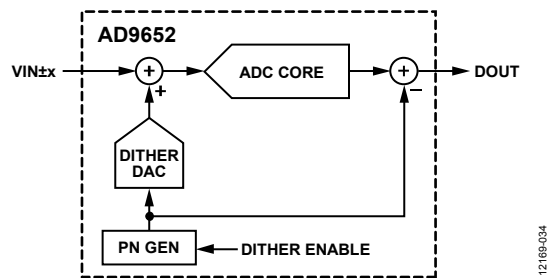 AD9652
VIN±x
+
+
ADC CORE
+
−
DOUT
DITHER
DAC
PN GEN
DITHER ENABLE
12169-034